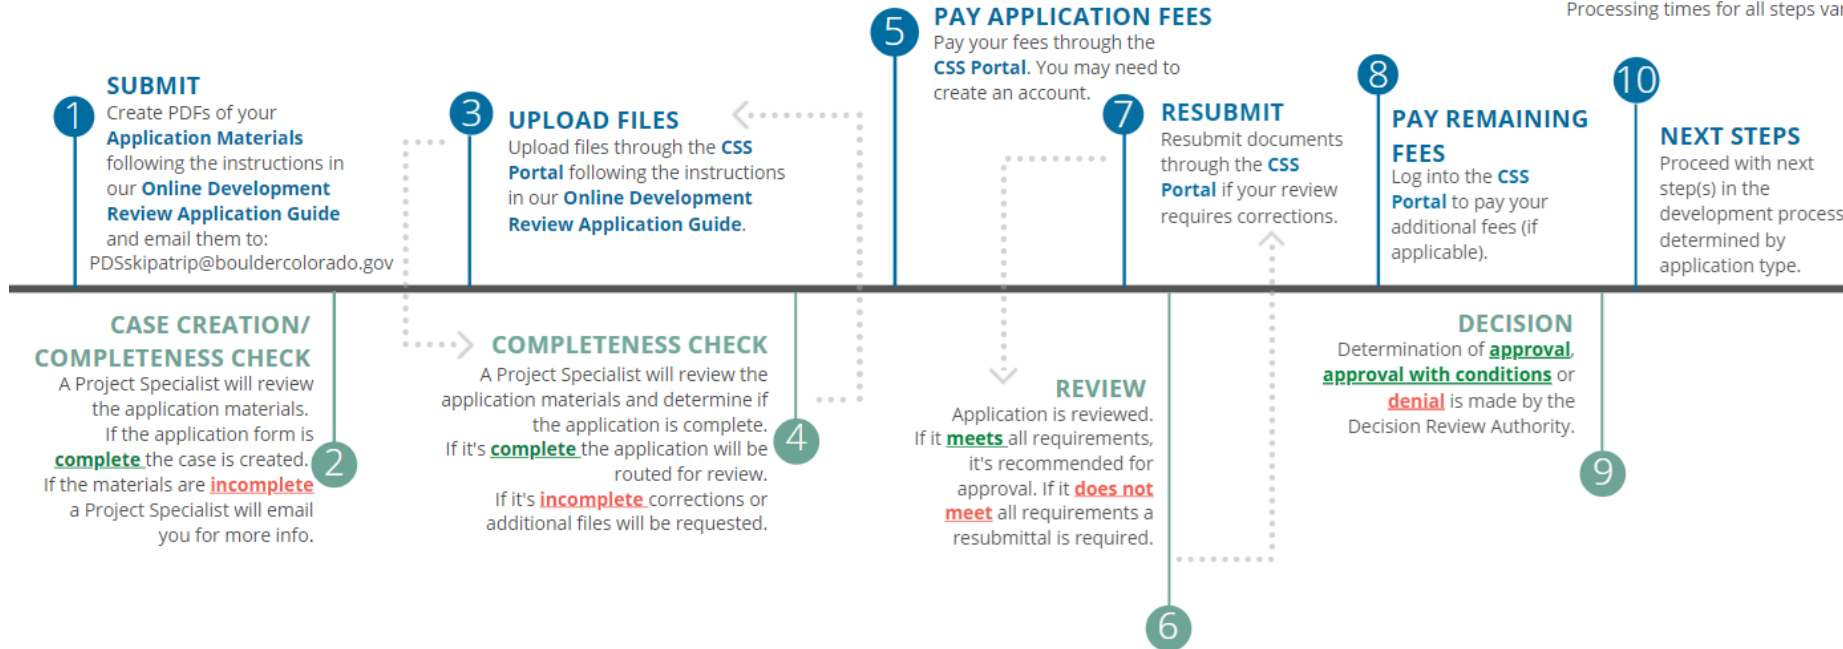 Processing times for all steps var
1
SUBMIT
Create PDFs of your
Application Materials
following the instructions in
our Online Development
Review Application Guide
and email them to:
PDSskipatrip@bouldercolorado.gov
CASE CREATION/
COMPLETENESS CHECK
A Project Specialist will review
the application materials.
If the application form is
complete the case is created.
If the materials are incomplete
a Project Specialist will email
you for more info.
2
3
UPLOAD FILES
Upload files through the CSS
Portal following the instructions
in our Online Development
Review Application Guide.
COMPLETENESS CHECK
A Project Specialist will review the
application materials and determine if
the application is complete.
If it's complete the application will be
routed for review.
If it's incomplete corrections or
additional files will be requested.
4
5
PAY APPLICATION FEES
Pay your fees through the
CSS Portal. You may need to
create an account.
REVIEW
Application is reviewed.
If it meets all requirements,
it's recommended for
approval. If it does not
meet all requirements a
resubmittal is required.
6
7
RESUBMIT
Resubmit documents
through the CSS
Portal if your review
requires corrections.
8
PAY REMAINING
FEES
Log into the CSS
Portal to pay your
additional fees (if
applicable).
DECISION
Determination of approval,
approval with conditions or
denial is made by the
Decision Review Authority.
9
10
NEXT STEPS
Proceed with next
step(s) in the
development process
determined by
application type.